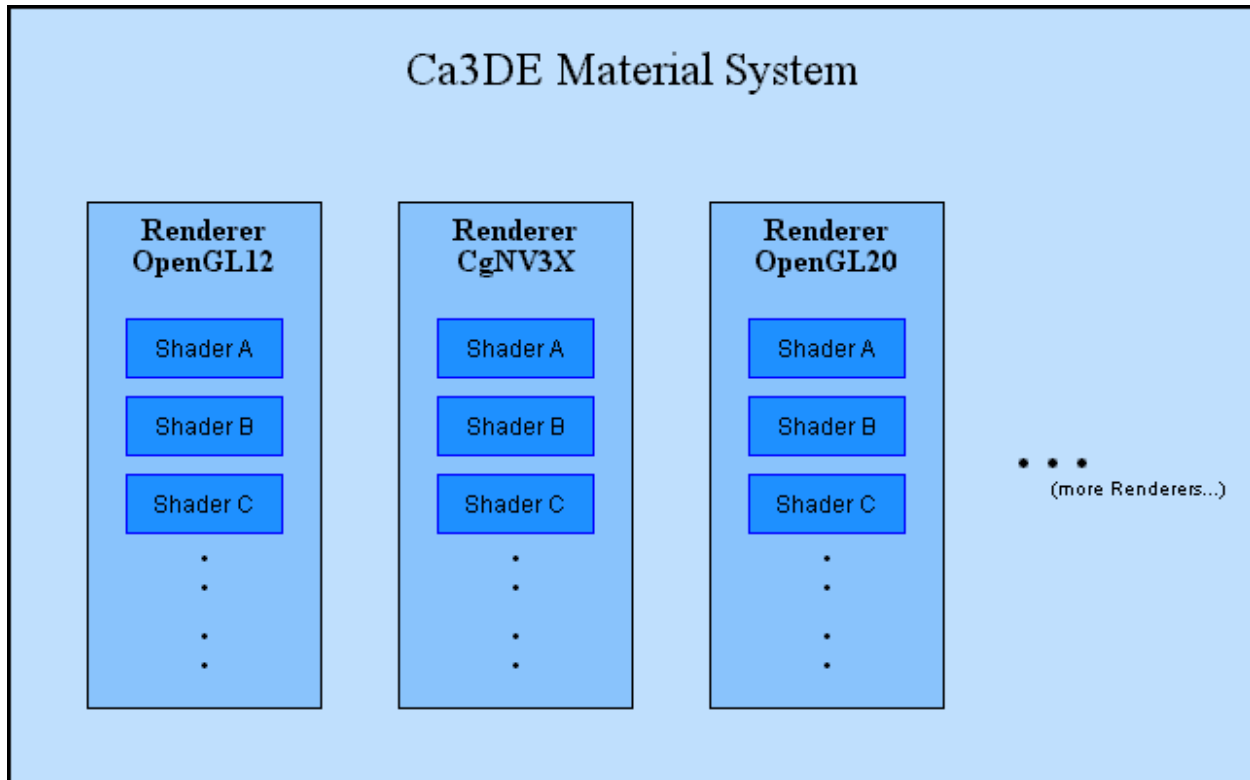 Ca3DE Material System
Renderer
OpenGL12
Shader A
Shader B
Shader C
Renderer
CgNV3X
Shader A
Shader B
Shader C
Renderer
OpenGL20
Shader A
Shader B
Shader C
(more Renderers...)